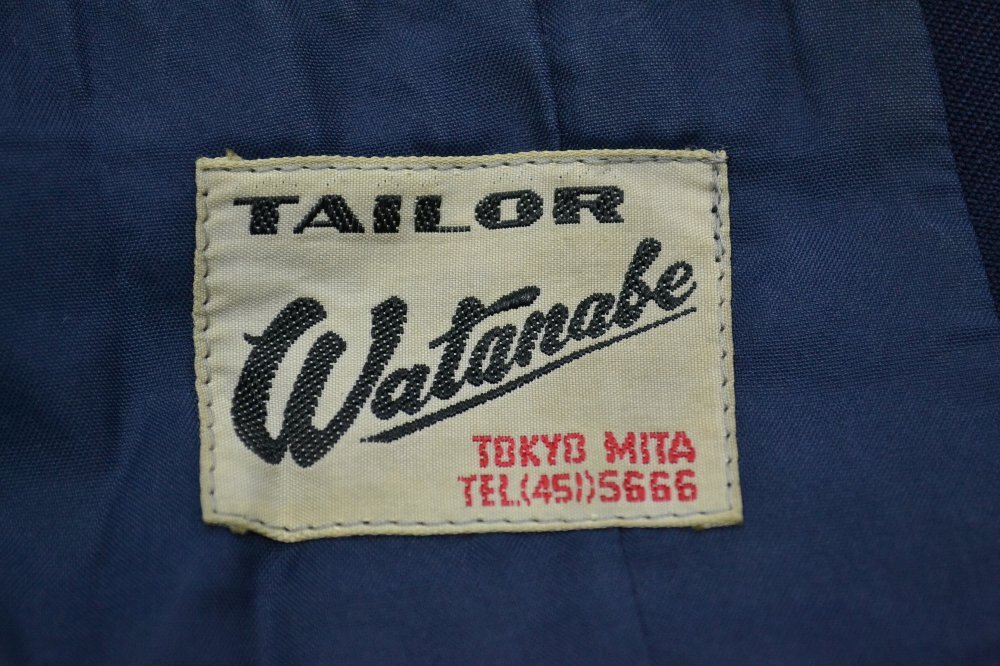 TAILOR
Watanabe
TOKYO MITA
TEL.(451)5666